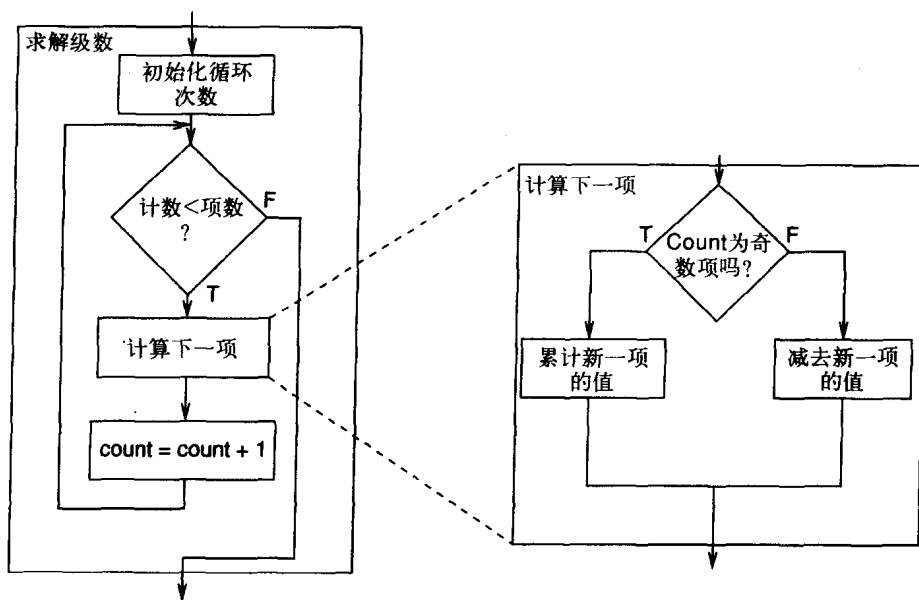 求解级数
初始化循环
次数
计数<项数
?
F
T
计算下一项
count = count + 1
计算下一项
Count为奇
数项吗?
T
F
累计新一项
的值
减去新一项
的值